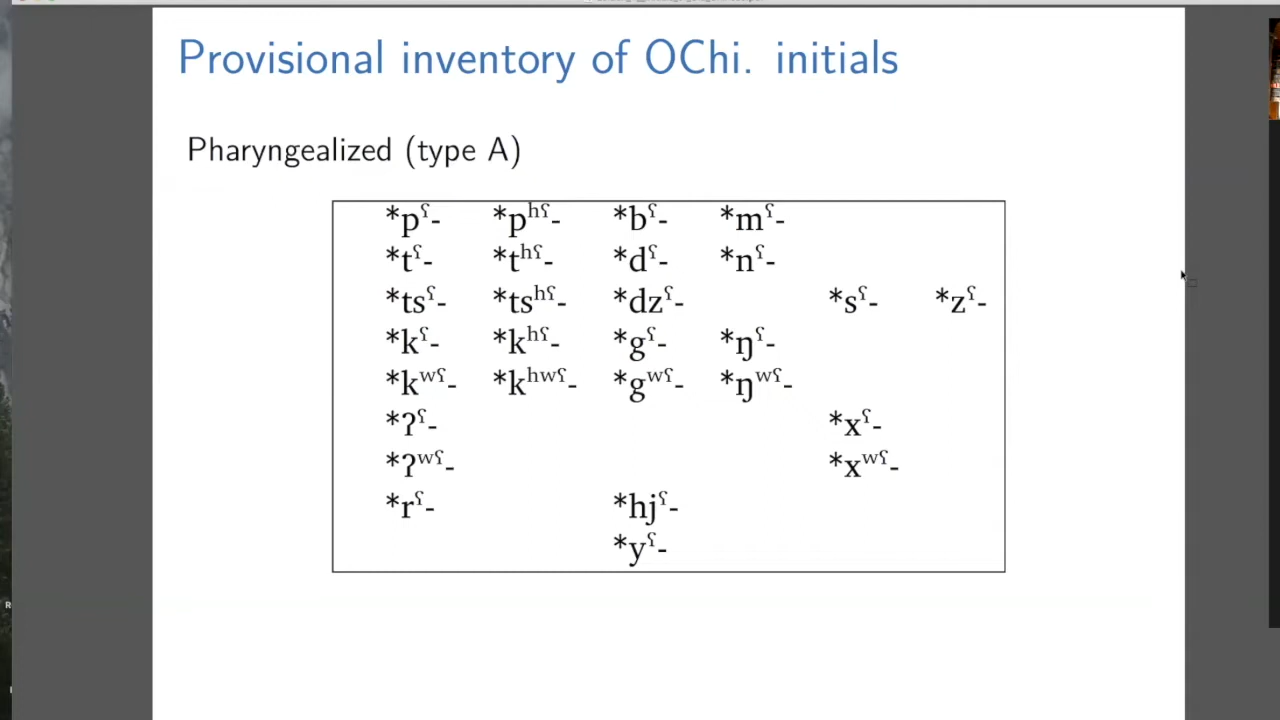 Provisional inventory of OChi. initials
Pharyngealized (type A)
*pˤ- *pʰˤ- *bˤ- *mˤ-
*tˤ- *tʰˤ- *dˤ- *nˤ-
*tsˤ- *tsʰˤ- *dzˤ- *sˤ- *zˤ-
*kˤ- *kʰˤ- *gˤ- *ŋˤ-
*kʷˤ- *kʰʷˤ- *gʷˤ- *ŋʷˤ-
*ʔˤ- *xˤ-
*ʔʷˤ- *xʷˤ-
*rˤ- *hjˤ-
*yˤ-